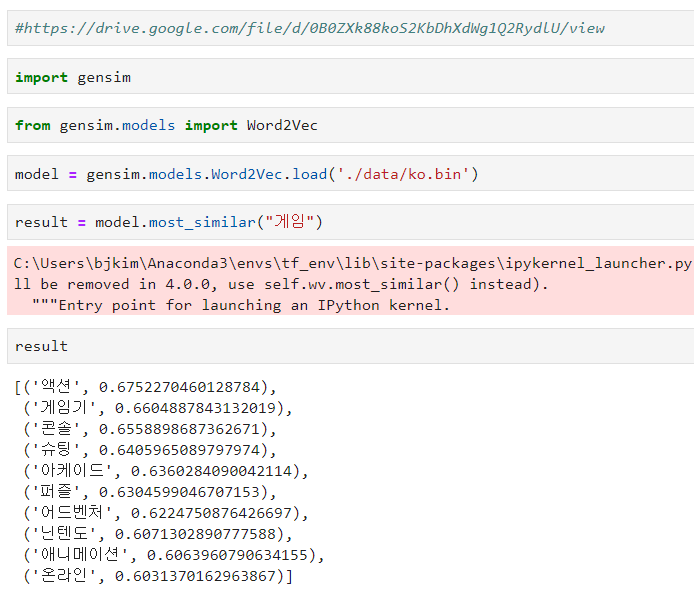 #https://drive.google.com/file/d/0B0ZXk88koS2KbDhXdWg1Q2RydlU/view
import gensim
from gensim.models import Word2Vec
model = gensim.models.Word2Vec.load('./data/ko.bin')
result = model.most_similar("게임")
C:\Users\bjkim\Anaconda3\envs\tf_env\lib\site-packages\ipykernel_launcher.py
ll be removed in 4.0.0, use self.wv.most_similar() instead).
"""Entry point for launching an IPython kernel.
result
[('액션', 0.6752270460128784),
('게임기', 0.6604887843132019),
('콘솔', 0.6558898687362671),
('슈팅', 0.6405965089797974),
('아케이드', 0.6360284090042114),
('퍼즐', 0.6304599046707153),
('어드벤처', 0.6224750876426697),
('닌텐도', 0.6071302890777588),
('애니메이션', 0.6063960790634155),
('온라인', 0.6031370162963867)]